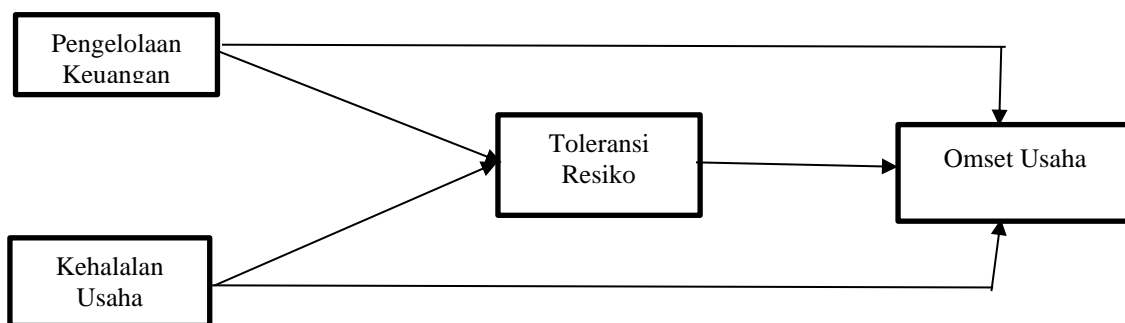 Pengelolaan
Keuangan
Toleransi
Resiko
Omset Usaha
Kehalalan
Usaha